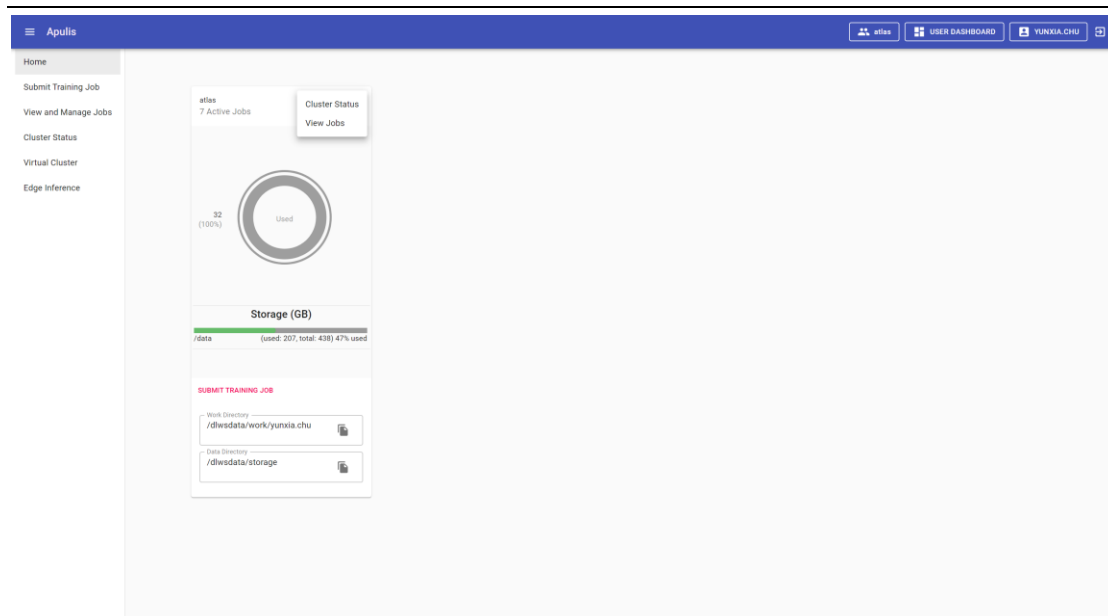 Apulis
atlas
USER DASHBOARD
YUNXIA.CHU
Home
Submit Training Job
View and Manage Jobs
Cluster Status
Virtual Cluster
Edge Inference
atlas
7 Active Jobs
Cluster Status
View Jobs
32
(100%)
Used
Storage (GB)
/data (used: 207, total: 438) 47% used
SUBMIT TRAINING JOB
Work Directory
/dlwsdata/work/yunxia.chu
Data Directory
/dlwsdata/storage